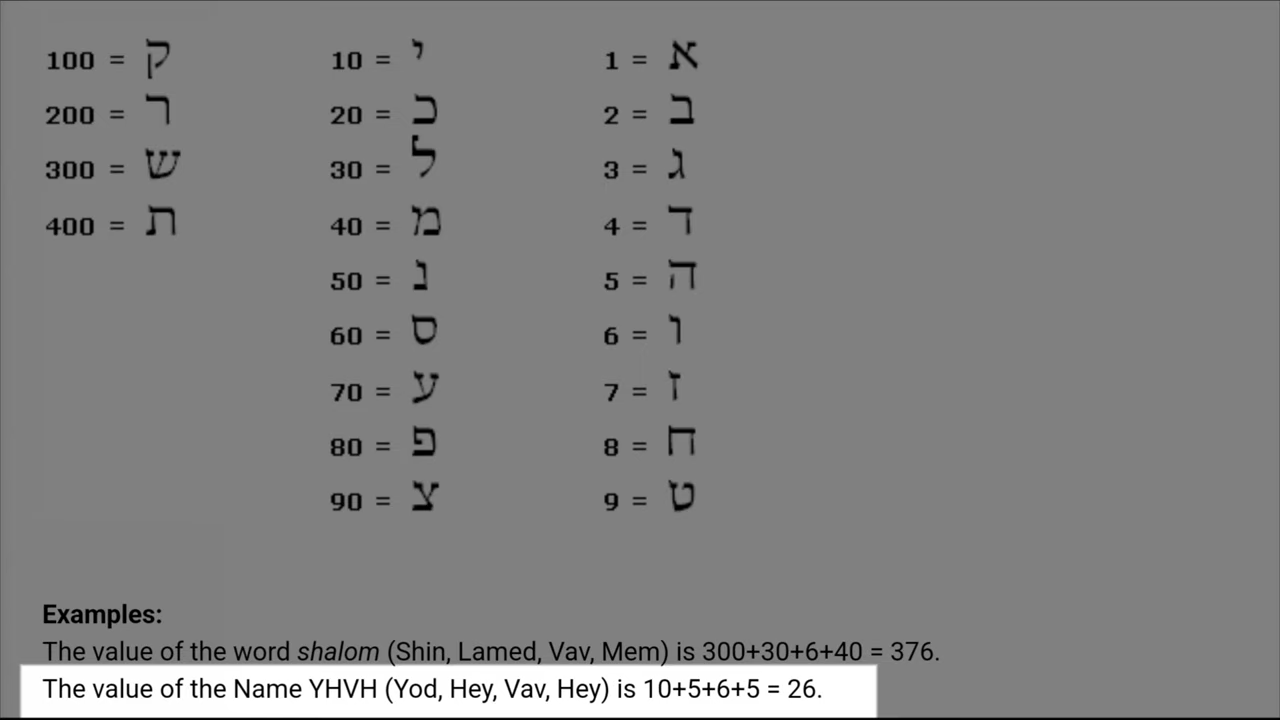 100 = ק 10 = י 1 = א
200 = ר 20 = כ 2 = ב
300 = ש 30 = ל 3 = ג
400 = ת 40 = מ 4 = ד
50 = נ 5 = ה
60 = ס 6 = ו
70 = ע 7 = ז
80 = פ 8 = ח
90 = צ 9 = ט
Examples:
The value of the word shalom (Shin, Lamed, Vav, Mem) is 300+30+6+40 = 376.
The value of the Name YHVH (Yod, Hey, Vav, Hey) is 10+5+6+5 = 26.